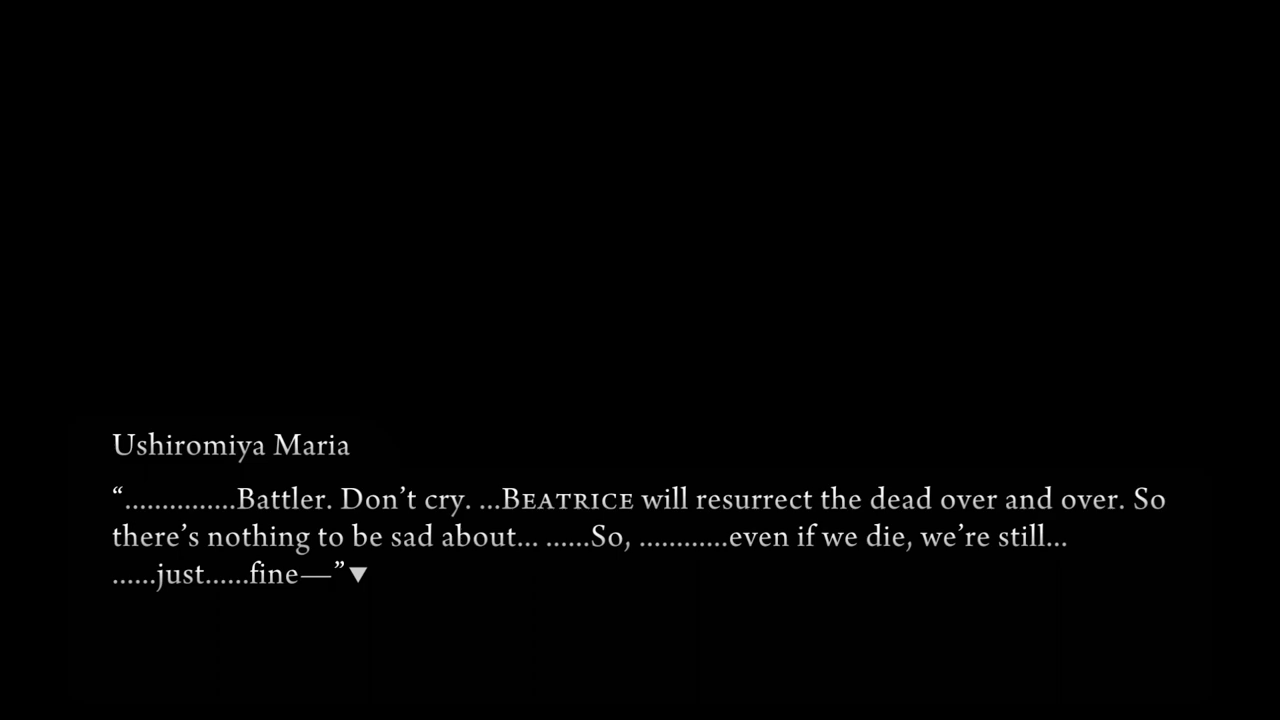 Ushiromiya Maria
“...............Battler. Don’t cry. ...BEATRICE will resurrect the dead over and over. So
there’s nothing to be sad about... ......So, ............even if we die, we’re still...
......just......fine—”▼